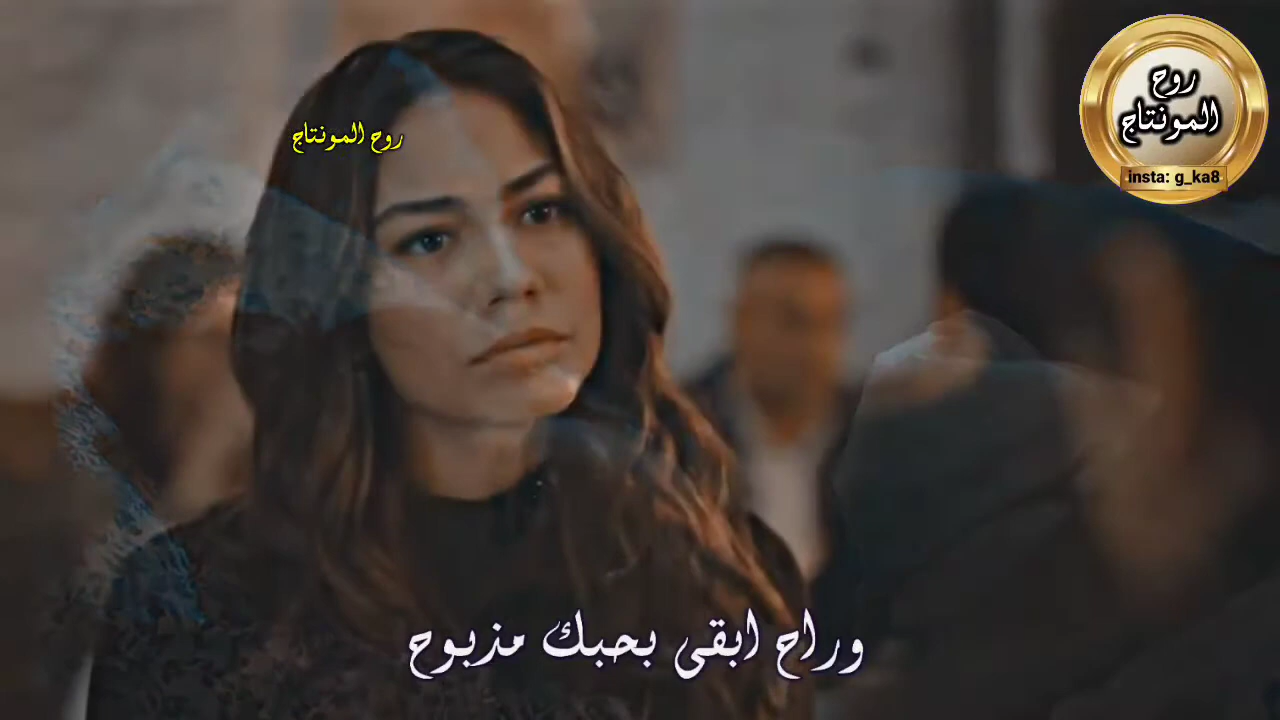 روح
المونتاج
insta: g_ka8
روح المونتاج
وراح ابقى بحبك مذبوح